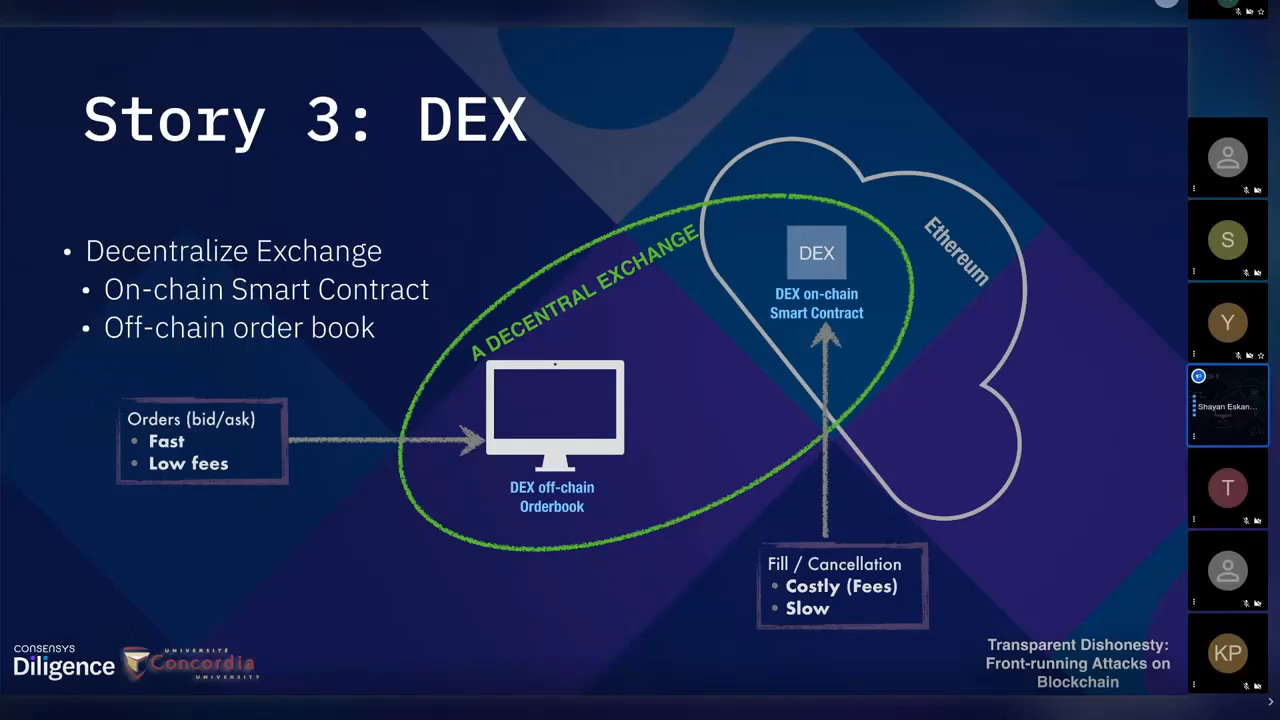 Story 3: DEX
• Decentralize Exchange
• On-chain Smart Contract
• Off-chain order book
A DECENTRAL EXCHANGE
Ethereum
DEX
DEX on-chain
Smart Contract
Orders (bid/ask)
• Fast
• Low fees
DEX off-chain
Orderbook
Fill / Cancellation
• Costly (Fees)
• Slow
CONSENSYS
Diligence
UNIVERSITÉ
Concordia
UNIVERSITY
Transparent Dishonesty:
Front-running Attacks on
Blockchain
S
Y
Shayan Eskan...
T
KP